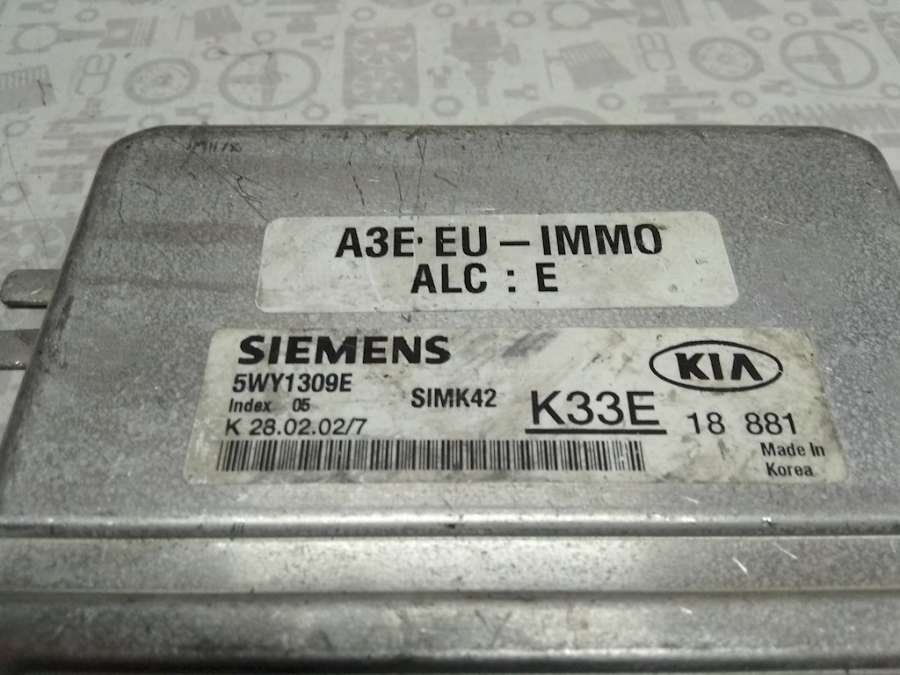 A3E EU - IMMO
ALC : E
SIEMENS
KIA
5WY1309E
SIMK42
K33E
Index 05
K 28.02.02/7
18 881
Made In
Korea